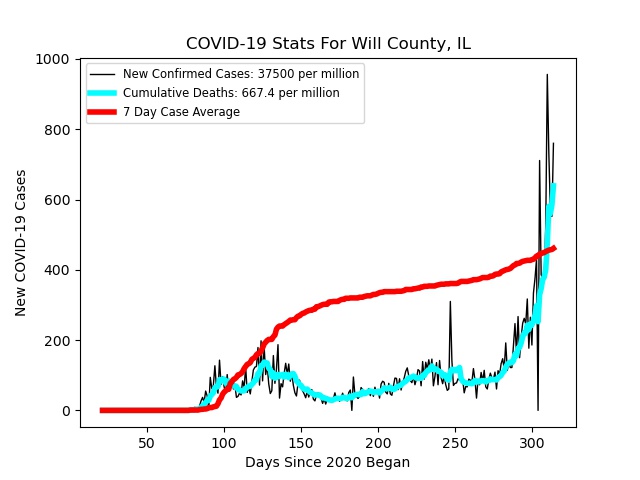 COVID-19 Stats For Will County, IL
New Confirmed Cases: 37500 per million
Cumulative Deaths: 667.4 per million
7 Day Case Average
New COVID-19 Cases
1000
800
600
400
200
0
50 100 150 200 250 300
Days Since 2020 Began